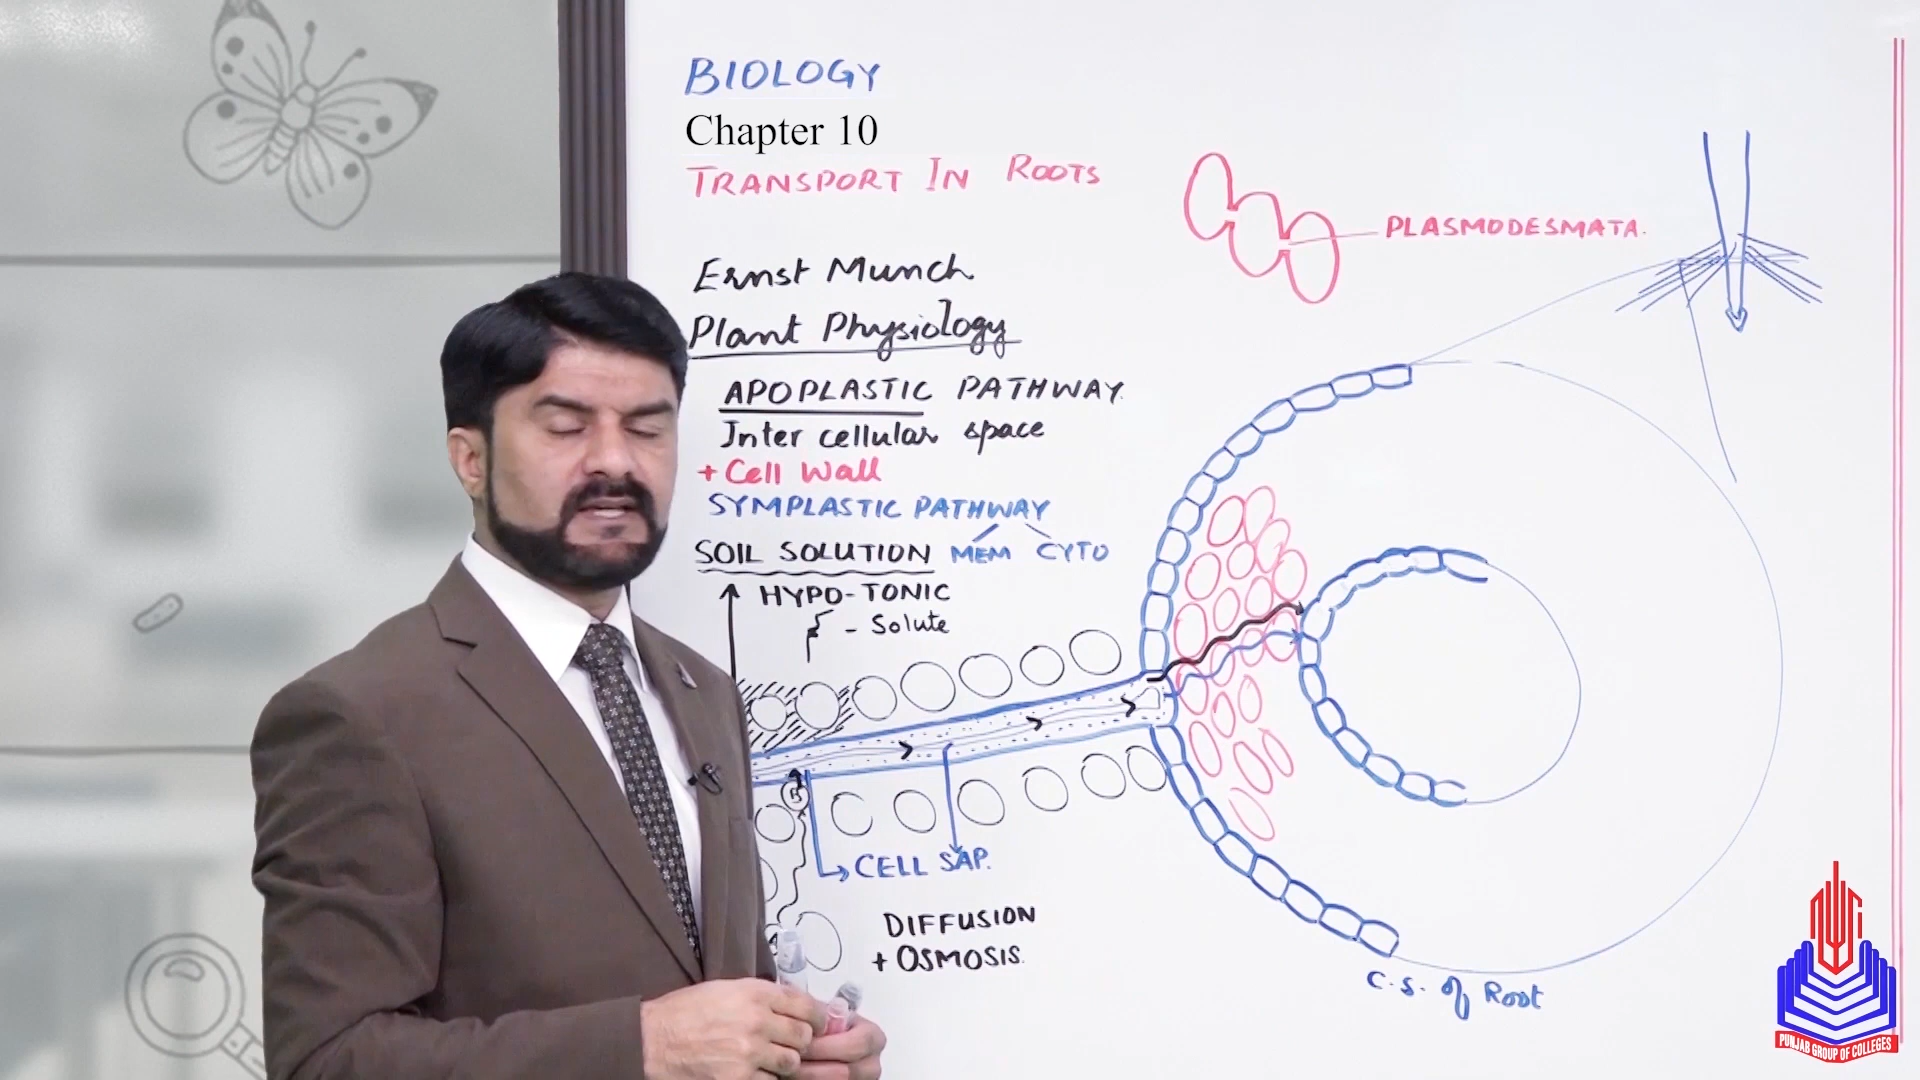 BIOLOGY
Chapter 10
TRANSPORT IN ROOTS
PLASMODESMATA.
Ernst Munch
Plant Physiology
APOPLASTIC PATHWAY.
Inter cellular space
+ Cell Wall
SYMPLASTIC PATHWAY
SOIL SOLUTION MEM CYTO
HYPO-TONIC
- Solute
B
CELL SAP.
DIFFUSION
+ OSMOSIS.
C.S. of Root
PUNJAB GROUP OF COLLEGES